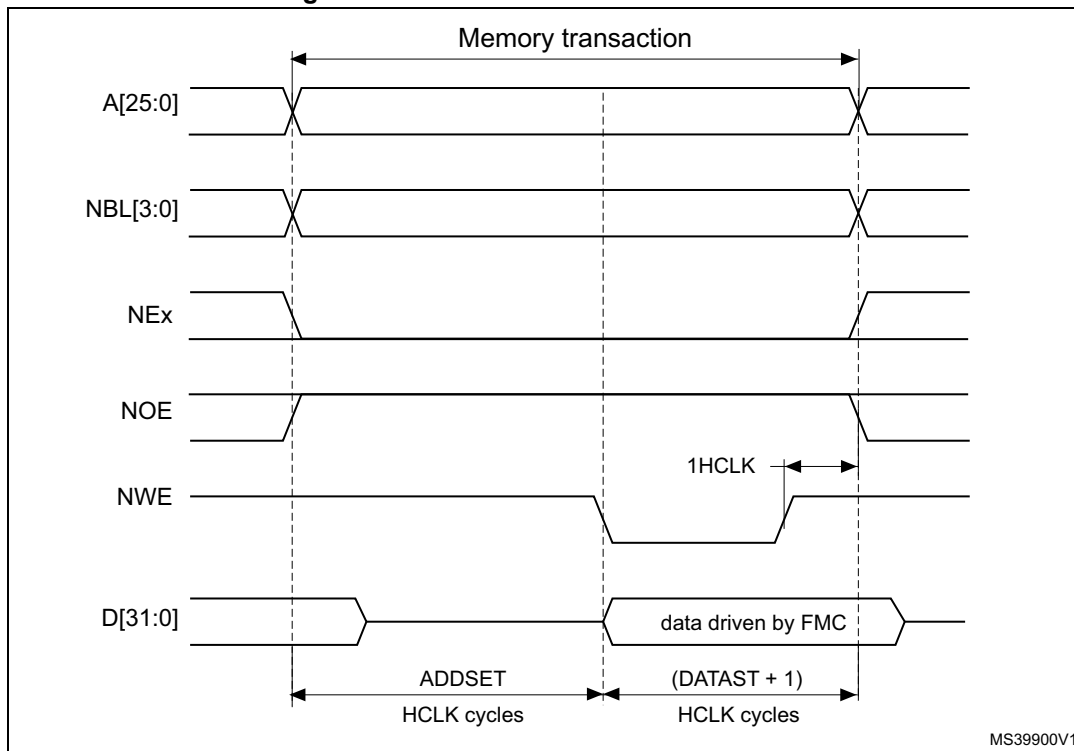 Memory transaction
A[25:0]
NBL[3:0]
NEx
NOE
1HCLK
NWE
D[31:0]
data driven by FMC
ADDSET
(DATAST + 1)
HCLK cycles
HCLK cycles
MS39900V1